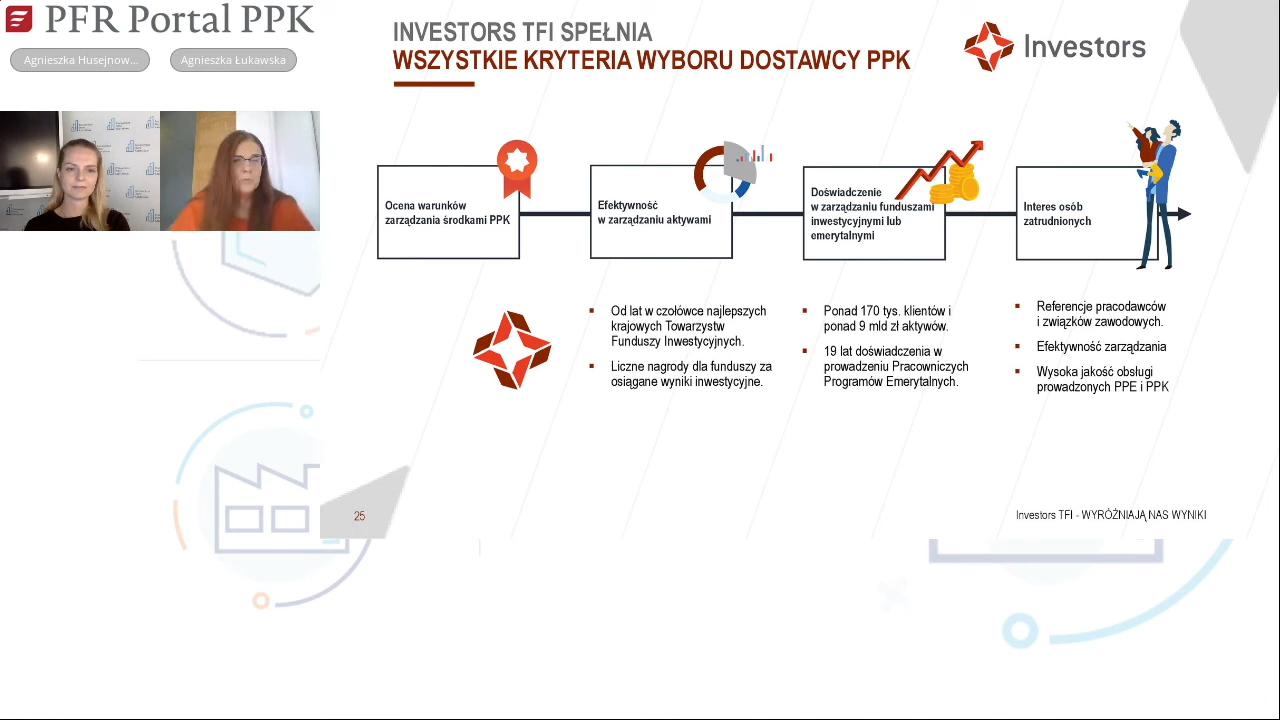 PFR Portal PPK
Agnieszka Husejnow...
Agnieszka Łukawska
INVESTORS TFI SPEŁNIA
WSZYSTKIE KRYTERIA WYBORU DOSTAWCY PPK
Investors
Ocena warunków
zarządzania środkami PPK
Efektywność
w zarządzaniu aktywami
Doświadczenie
w zarządzaniu funduszami
inwestycyjnymi lub
emerytalnymi
Interes osób
zatrudnionych
▪ Od lat w czołówce najlepszych
krajowych Towarzystw
Funduszy Inwestycyjnych.
▪ Liczne nagrody dla funduszy za
osiągane wyniki inwestycyjne.
▪ Ponad 170 tys. klientów i
ponad 9 mld zł aktywów.
▪ 19 lat doświadczenia w
prowadzeniu Pracowniczych
Programów Emerytalnych.
▪ Referencje pracodawców
i związków zawodowych.
▪ Efektywność zarządzania
▪ Wysoka jakość obsługi
prowadzonych PPE i PPK
25
Investors TFI - WYRÓŻNIAJĄ NAS WYNIKI